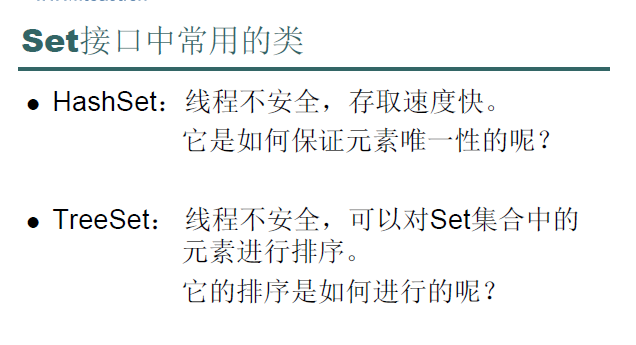 Set接口中常用的类
● HashSet：线程不安全，存取速度快。
它是如何保证元素唯一性的呢？
● TreeSet： 线程不安全，可以对Set集合中的
元素进行排序。
它的排序是如何进行的呢？